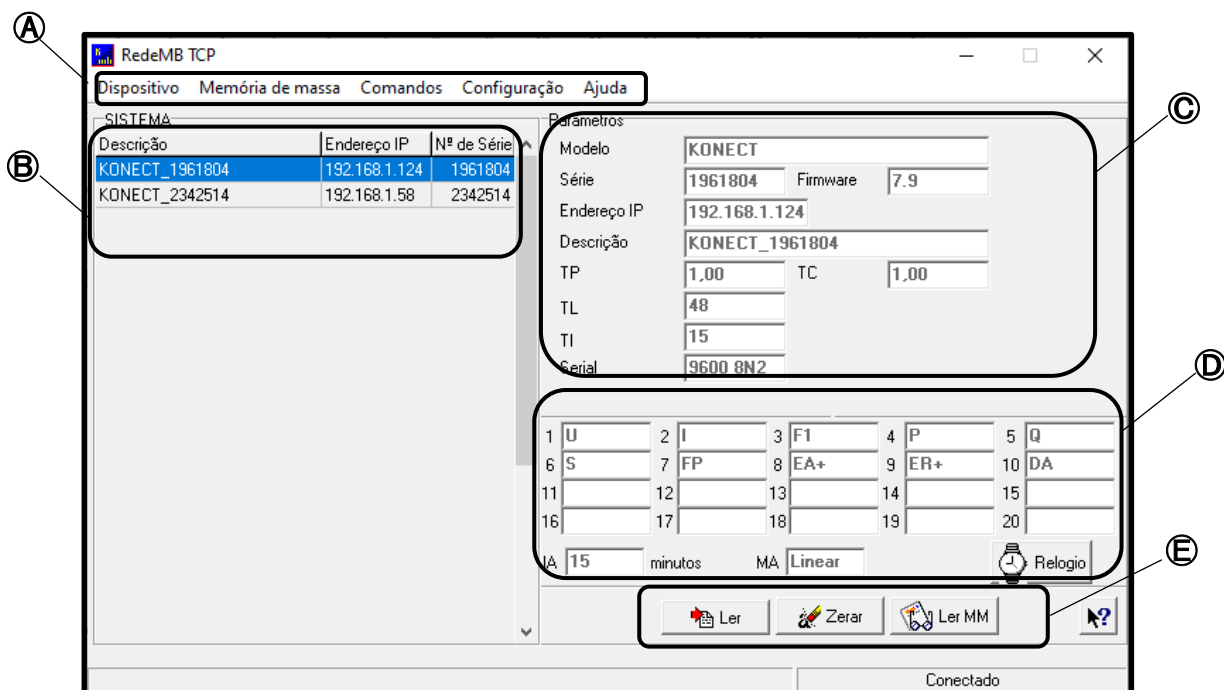 A
RedeMB TCP
Dispositivo Memória de massa Comandos Configuração Ajuda
SISTEMA
Descrição Endereço IP Nº de Série
KONECT_1961804 192.168.1.124 1961804
KONECT_2342514 192.168.1.58 2342514
B
Parâmetros
Modelo KONECT
Série 1961804 Firmware 7.9
Endereço IP 192.168.1.124
Descrição KONECT_1961804
TP 1,00 TC 1,00
TL 48
TI 15
Serial 9600 8N2
C
1 U 2 I 3 F1 4 P 5 Q
6 S 7 FP 8 EA+ 9 ER+ 10 DA
11 12 13 14 15
16 17 18 19 20
IA 15 minutos MA Linear Relogio
D
Ler Zerar Ler MM ?
E
Conectado